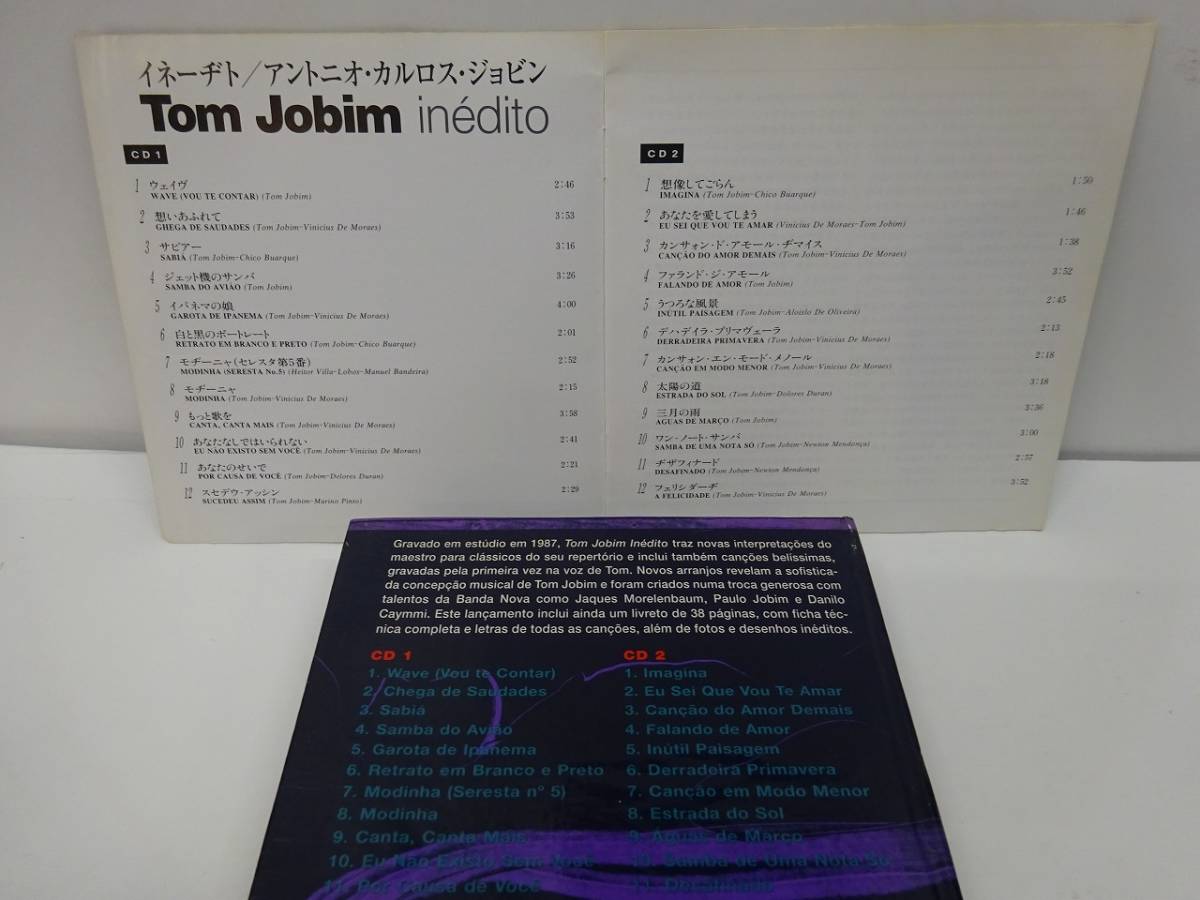 イネーヂト／アントニオ・カルロス・ジョビン
Tom Jobim inédito
CD 1
1 ウェイヴ 2:46
WAVE (VOU TE CONTAR) (Tom Jobim)
2 想いあふれて 3:53
GHEGA DE SAUDADES (Tom Jobim-Vinicius De Moraes)
3 サビアー 3:16
SABIÁ (Tom Jobim-Chico Buarque)
4 ジェット機のサンバ 3:26
SAMBA DO AVIÃO (Tom Jobim)
5 イパネマの娘 4:00
GAROTA DE IPANEMA (Tom Jobim-Vinicius De Moraes)
6 白と黒のポートレート 2:01
RETRATO EM BRANCO E PRETO (Tom Jobim-Chico Buarque)
7 モヂーニャ(セレスタ第5番) 2:52
MODINHA (SERESTA No.5) (Heitor Villa-Lobos-Manuel Bandeira)
8 モヂーニャ 2:15
MODINHA (Tom Jobim-Vinicius De Moraes)
9 もっと歌を 3:58
CANTA, CANTA MAIS (Tom Jobim-Vinicius De Moraes)
10 あなたなしではいられない 2:41
EU NÃO EXISTO SEM VOCÊ (Tom Jobim-Vinicius De Moraes)
11 あなたのせいで 2:21
POR CAUSA DE VOCÊ (Tom Jobim-Dolores Duran)
12 スセデウ・アッシン 2:29
SUCEDEU ASSIM (Tom Jobim-Marino Pinto)
CD 2
1 想像してごらん 1:50
IMAGINA (Tom Jobim-Chico Buarque)
2 あなたを愛してしまう 1:46
EU SEI QUE VOU TE AMAR (Vinicius De Moraes-Tom Jobim)
3 カンサォン・ド・アモール・ヂマイス 1:38
CANÇÃO DO AMOR DEMAIS (Tom Jobim-Vinicius De Moraes)
4 ファランド・ジ・アモール 3:52
FALANDO DE AMOR (Tom Jobim)
5 うつろな風景 2:45
INÚTIL PAÍSAGEM (Tom Jobim-Aloislo De Oliveira)
6 デハデイラ・プリマヴェーラ 2:13
DERRADEIRA PRIMAVERA (Tom Jobim-Vinicius De Moraes)
7 カンサォン・エン・モード・メノール 2:18
CANÇÃO EM MODO MENOR (Tom Jobim-Vinicius De Moraes)
8 太陽の道 3:18
ESTRADA DO SOL (Tom Jobim-Dolores Duran)
9 三月の雨 3:36
AGUAS DE MARÇO (Tom Jobim)
10 ワン・ノート・サンバ 3:00
SAMBA DE UMA NOTA SÓ (Tom Jobim-Newton Mendonça)
11 ヂザフィナード 2:57
DESAFINADO (Tom Jobim-Newton Mendonça)
12 フェリシダーヂ 3:52
A FELICIDADE (Tom Jobim-Vinicius De Moraes)
Gravado em estúdio em 1987, Tom Jobim Inédito traz novas interpretações do
maestro para clássicos do seu repertório e inclui também canções belíssimas,
gravadas pela primeira vez na voz de Tom. Novos arranjos revelam a sofistica-
da concepção musical de Tom Jobim e foram criados numa troca generosa com
talentos da Banda Nova como Jaques Morelenbaum, Paulo Jobim e Danilo
Caymmi. Este lançamento inclui ainda um livreto de 38 páginas, com ficha téc-
nica completa e letras de todas as canções, além de fotos e desenhos inéditos.
CD 1
1. Wave (Vou te Contar)
2. Chega de Saudades
3. Sabiá
4. Samba do Avião
5. Garota de Ipanema
6. Retrato em Branco e Preto
7. Modinha (Seresta nº 5)
8. Modinha
9. Canta, Canta Mais
10. Eu Não Existo Sem Você
11. Por Causa de Você
CD 2
1. Imagina
2. Eu Sei Que Vou Te Amar
3. Canção do Amor Demais
4. Falando de Amor
5. Inútil Paisagem
6. Derradeira Primavera
7. Canção em Modo Menor
8. Estrada do Sol
9. Aguas de Março
10. Samba de Uma Nota Só
11. Desafinado